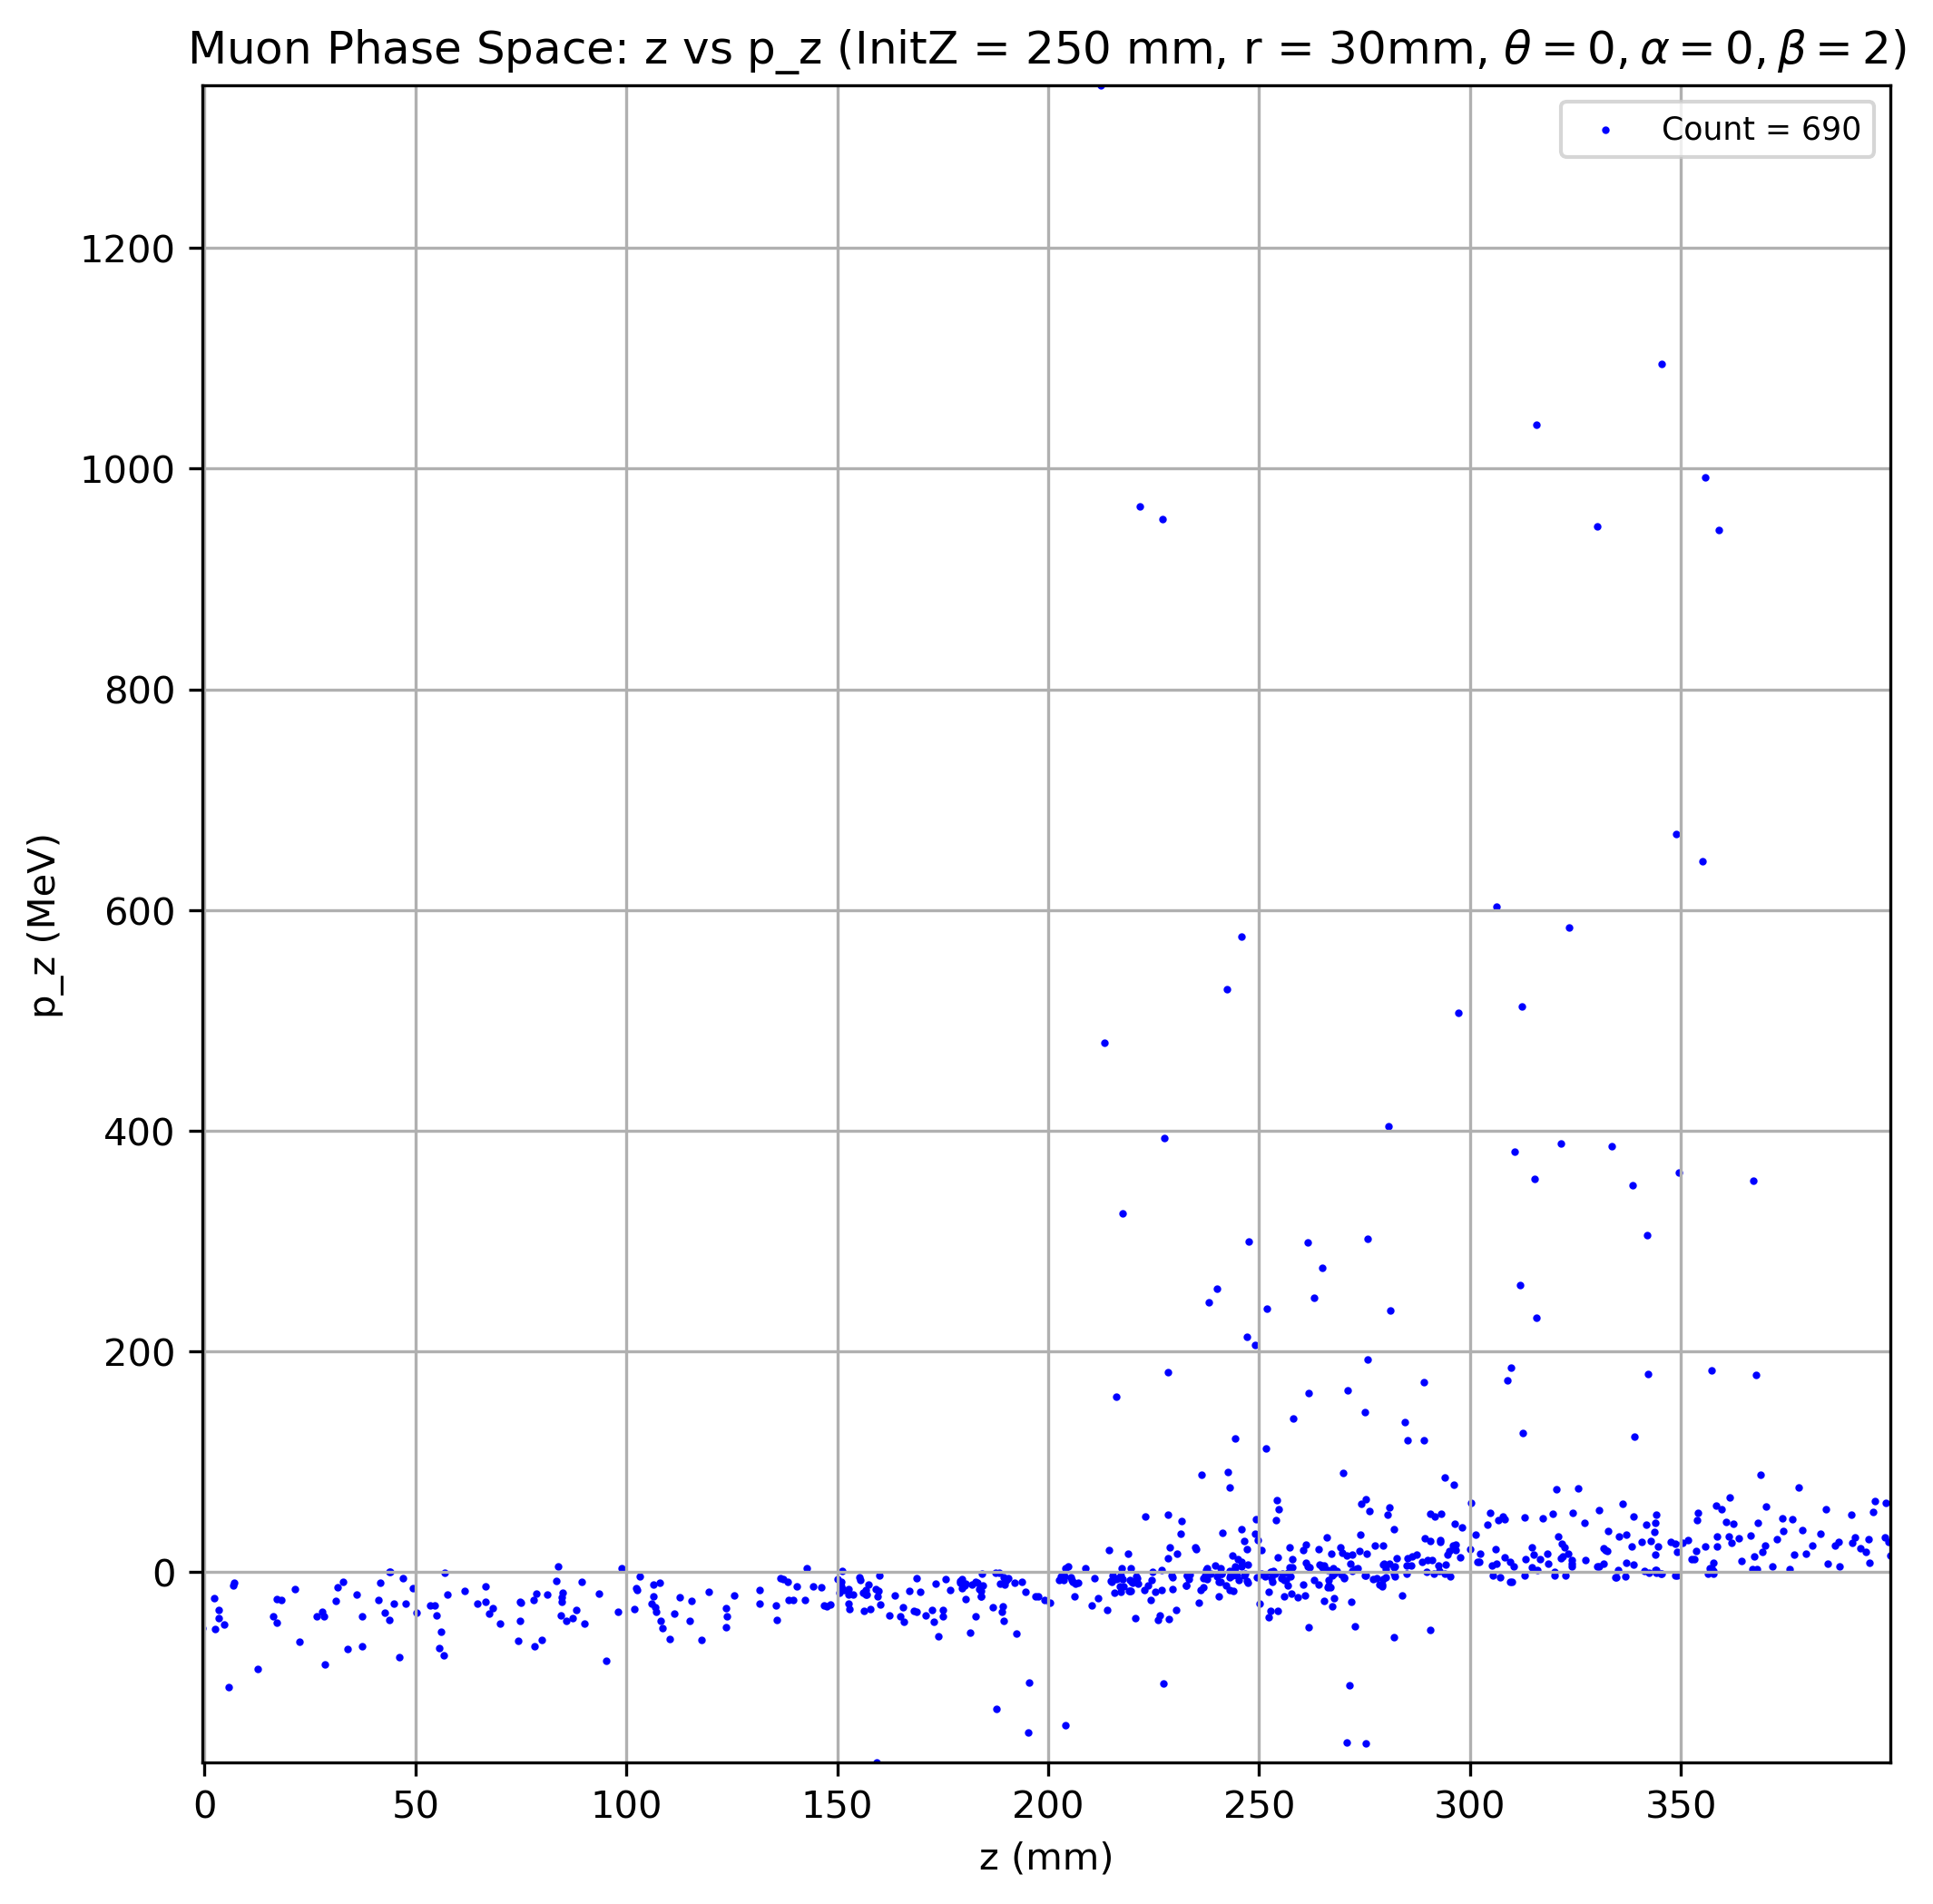 Muon Phase Space: z vs p_z (InitZ = 250 mm, r = 30mm, θ = 0, α = 0, β = 2)
Count = 690
1200
1000
800
600
400
200
0
p_z (MeV)
0 50 100 150 200 250 300 350
z (mm)